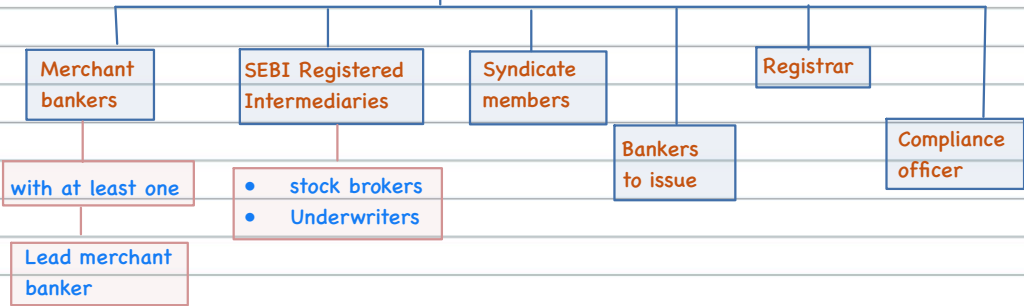 Merchant
bankers
SEBI Registered
Intermediaries
Syndicate
members
Bankers
to issue
Registrar
Compliance
officer
with at least one
Lead merchant
banker
• stock brokers
• Underwriters